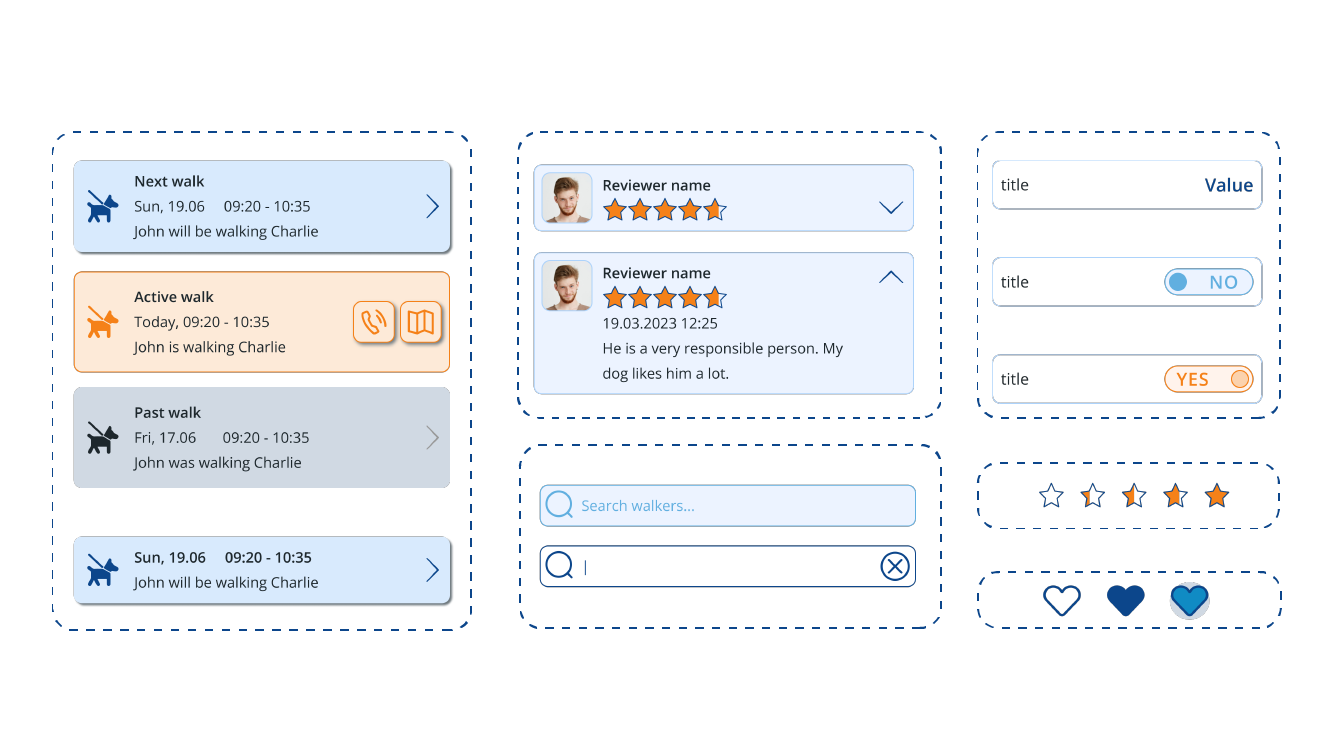 Next walk
Sun, 19.06 09:20 - 10:35
John will be walking Charlie
Active walk
Today, 09:20 - 10:35
John is walking Charlie
Past walk
Fri, 17.06 09:20 - 10:35
John was walking Charlie
Sun, 19.06 09:20 - 10:35
John will be walking Charlie
Reviewer name
Reviewer name
19.03.2023 12:25
He is a very responsible person. My
dog likes him a lot.
Search walkers...
title Value
title NO
title YES